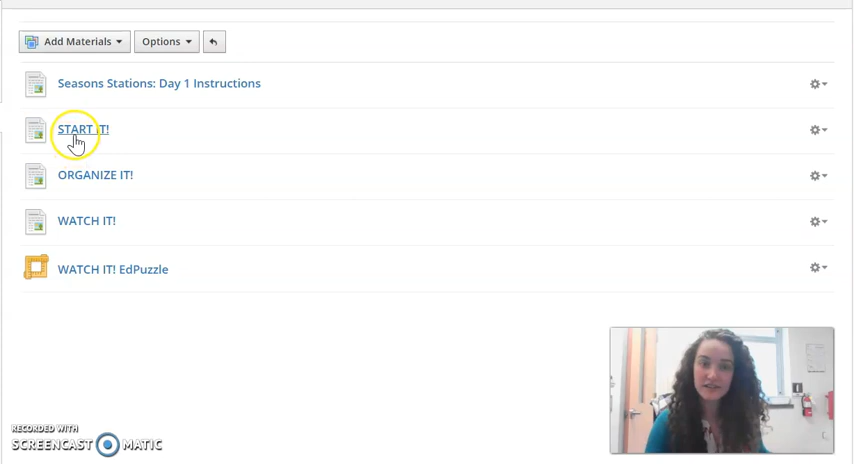 Add Materials Options
Seasons Stations: Day 1 Instructions
START IT!
ORGANIZE IT!
WATCH IT!
WATCH IT! EdPuzzle
RECORDED WITH
SCREENCAST MATIC